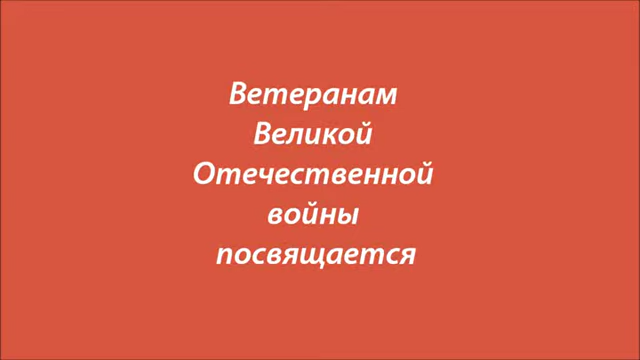 Ветеранам
Великой
Отечественной
войны
посвящается